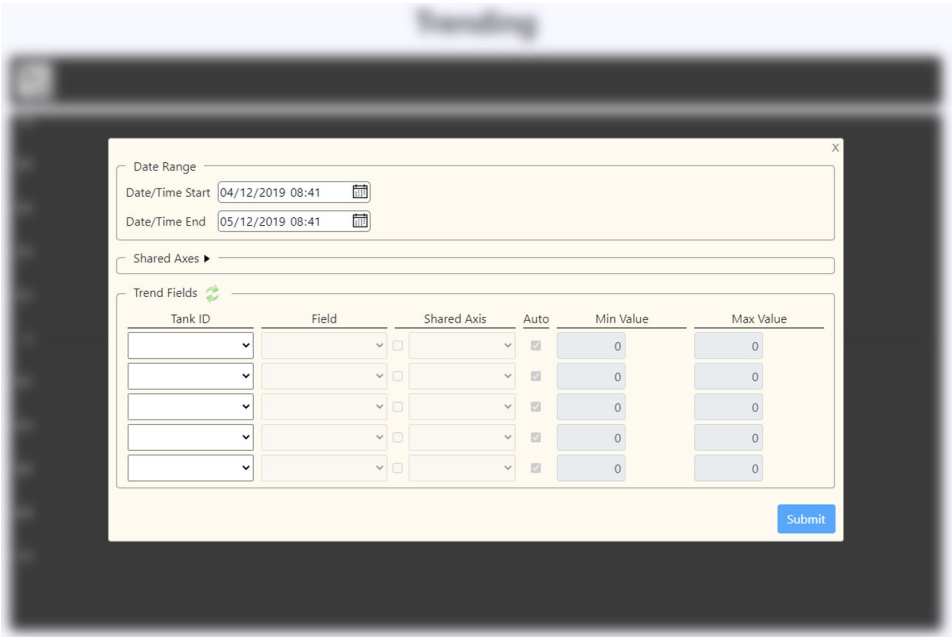 Trending
X
Date Range
Date/Time Start 04/12/2019 08:41
Date/Time End 05/12/2019 08:41
Shared Axes
Trend Fields
Tank ID Field Shared Axis Auto Min Value Max Value
0 0
0 0
0 0
0 0
0 0
Submit